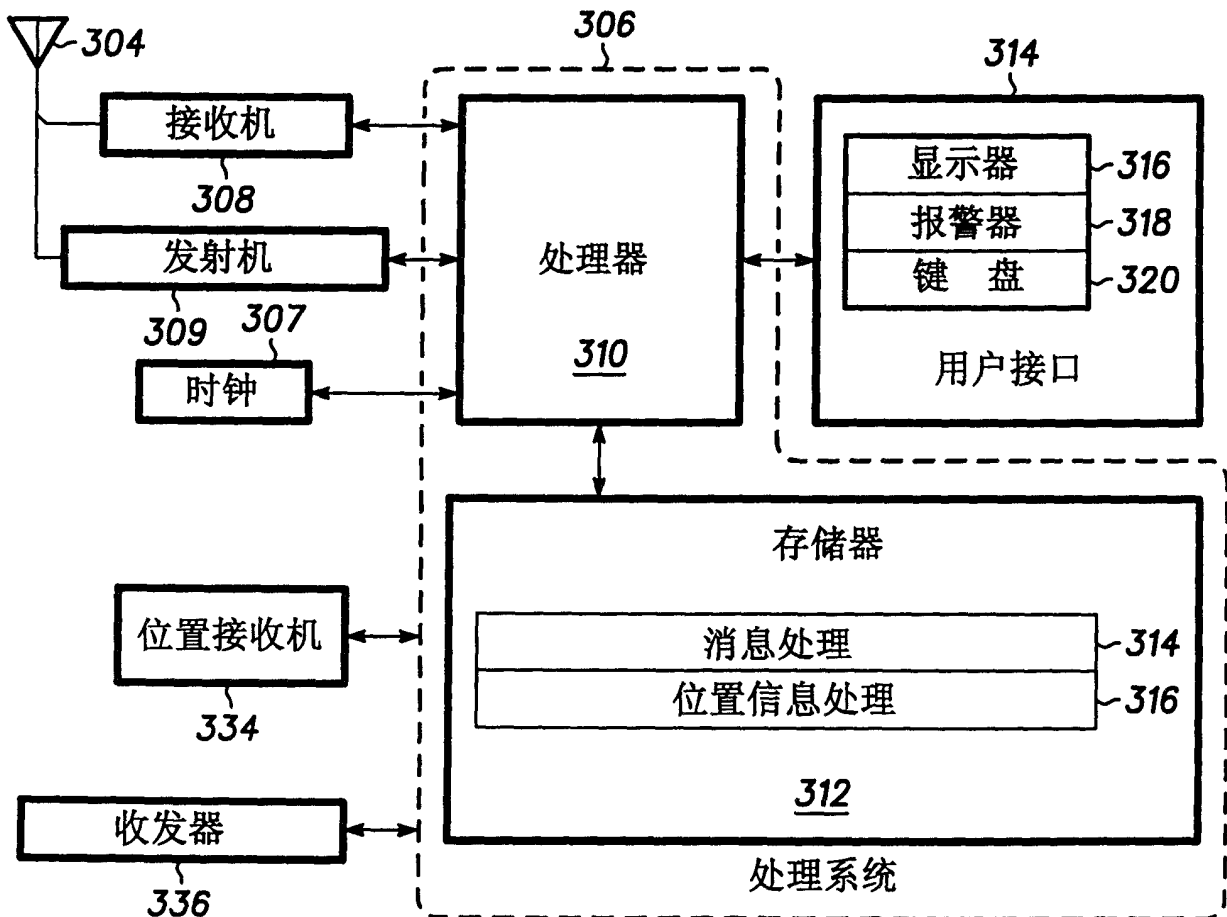 304
306
314
接收机
308
发射机
309
307
时钟
处理器
310
显示器
316
报警器
318
键 盘
320
用户接口
存储器
消息处理
314
位置信息处理
316
312
处理系统
位置接收机
334
收发器
336